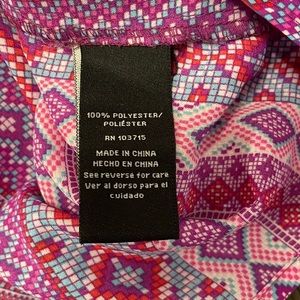 100% POLYESTER/
POLIÉSTER
RN 103715
MADE IN CHINA
HECHO EN CHINA
See reverse for care
Ver al dorso para el
cuidado